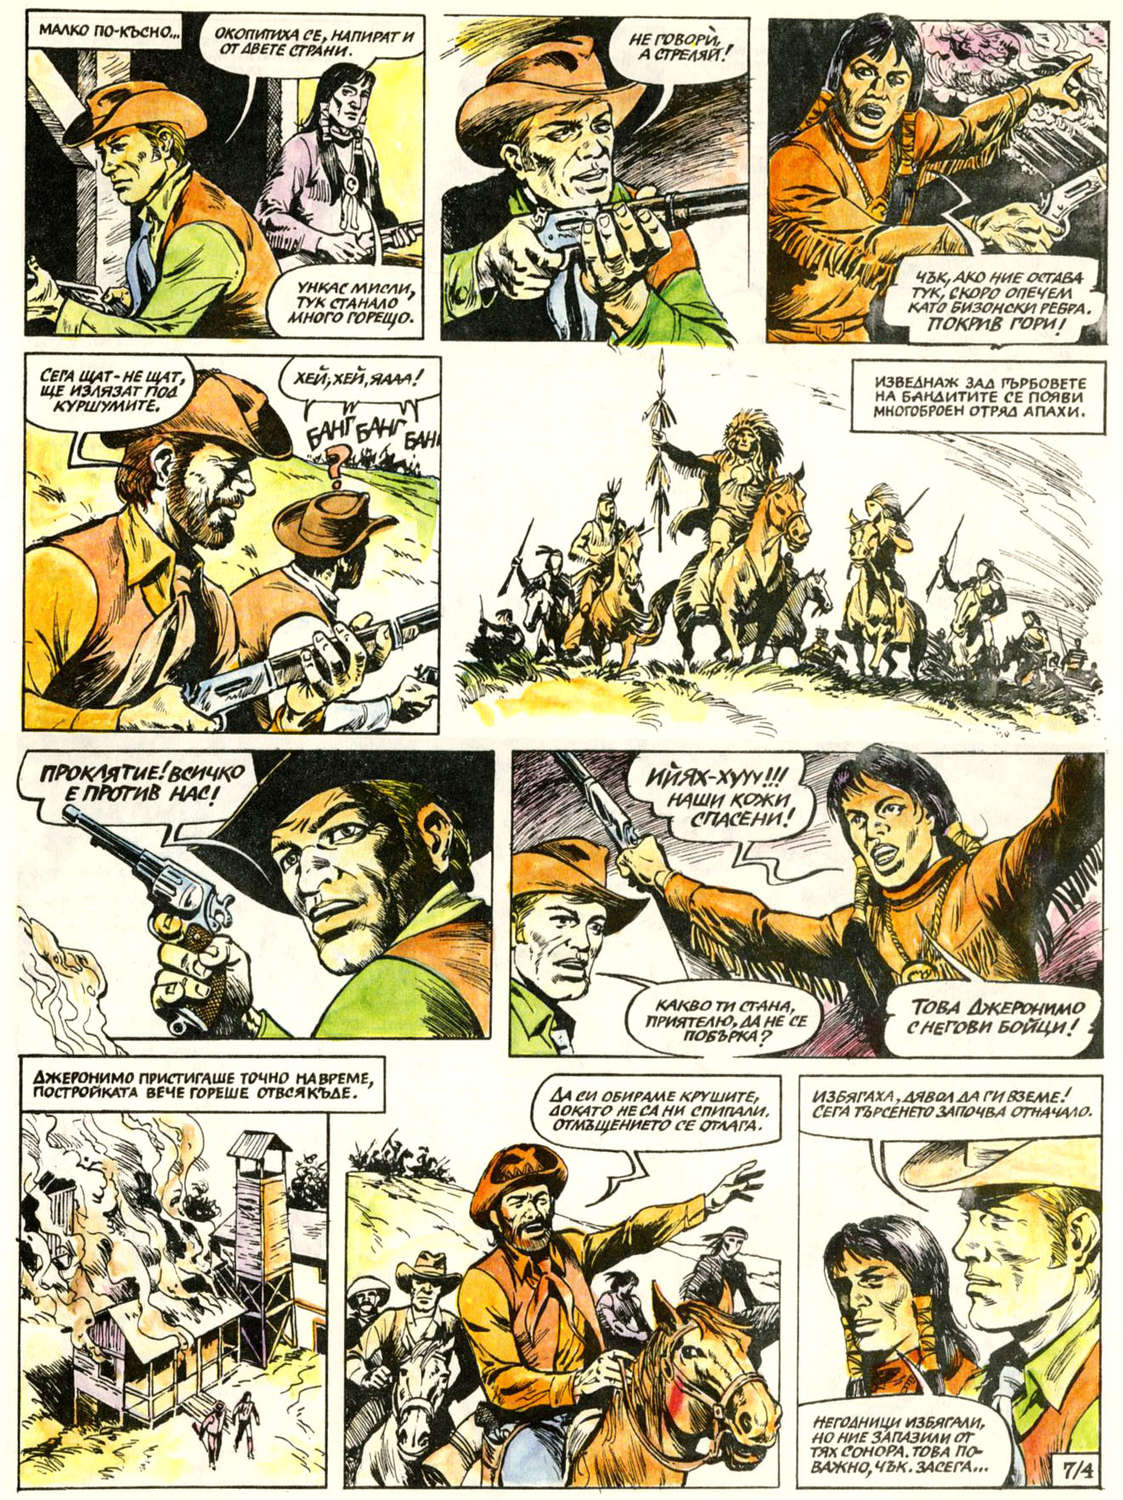 МАЛКО ПО-КЪСНО...
ОКОПИТИХА СЕ, НАПИРАТ И
ОТ ДВЕТЕ СТРАНИ.
УНКАС МИСЛИ,
ТУК СТАНАЛО
МНОГО ГОРЕЩО.
НЕ ГОВОРИ,
А СТРЕЛЯЙ!
ЧЪК, АКО НИЕ ОСТАВА
ТУК, СКОРО ОПЕЧЕМ
КАТО БИЗОНСКИ РЕБРА.
ПОКРИВ ГОРИ!
СЕГА ЩАТ-НЕ ЩАТ,
ЩЕ ИЗЛЯЗАТ ПОД
КУРШУМИТЕ.
ХЕЙ, ХЕЙ, ЯААА!
БАНГ БАНГ БАНГ
?
ИЗВЕДНАЖ ЗАД ГЪРБОВЕТЕ
НА БАНДИТИТЕ СЕ ПОЯВИ
МНОГОБРОЕН ОТРЯД АПАХИ.
ПРОКЛЯТИЕ! ВСИЧКО
Е ПРОТИВ НАС!
ИЙЯХ-ХУУУ!!!
НАШИ КОЖИ
СПАСЕНИ!
КАКВО ТИ СТАНА,
ПРИЯТЕЛЮ, ДА НЕ СЕ
ПОБЪРКА?
ТОВА ДЖЕРОНИМО
С НЕГОВИ БОЙЦИ!
ДЖЕРОНИМО ПРИСТИГАШЕ ТОЧНО НА ВРЕМЕ,
ПОСТРОЙКАТА ВЕЧЕ ГОРЕШЕ ОТВСЯКЪДЕ.
ДА СИ ОБИРАМЕ КРУШИТЕ,
ДОКАТО НЕ СА НИ СПИПАЛИ.
ОТМЪЩЕНИЕТО СЕ ОТЛАГА.
ИЗБЯГАХА, ДЯВОЛ ДА ГИ ВЗЕМЕ!
СЕГА ТЪРСЕНЕТО ЗАПОЧВА ОТНАЧАЛО.
НЕГОДНИЦИ ИЗБЯГАЛИ,
НО НИЕ ЗАПАЗИЛИ ОТ
ТЯХ СОНОРА. ТОВА ПО-
ВАЖНО, ЧЪК. ЗАСЕГА...
7/4